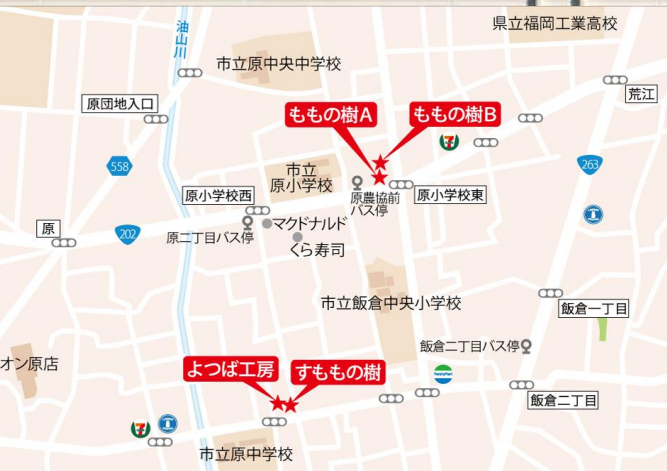 県立福岡工業高校
油山川
市立原中央中学校
原団地入口
荒江
ももの樹A
ももの樹B
7
558
市立
原小学校
263
原小学校西
原農協前
バス停
原小学校東
原
202
原二丁目バス停
マクドナルド
くら寿司
市立飯倉中央小学校
飯倉一丁目
飯倉二丁目バス停
オン原店
よつば工房
すももの樹
FamilyMart
飯倉二丁目
7
市立原中学校